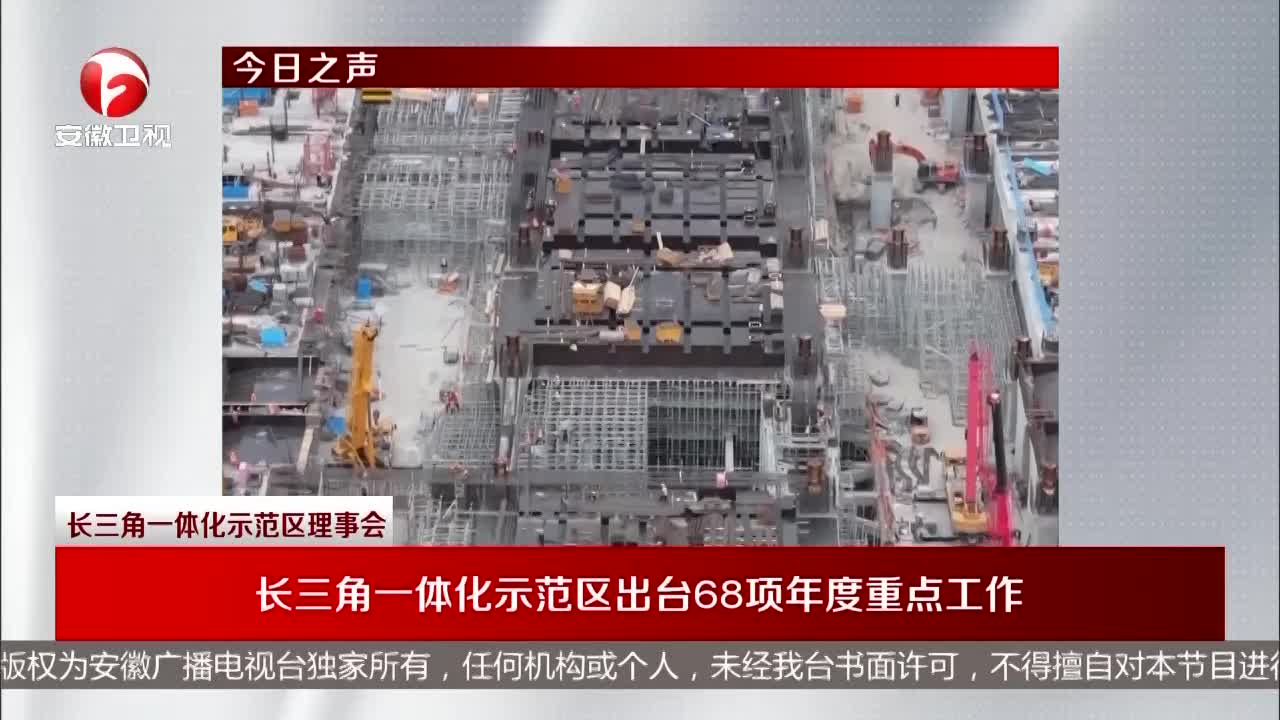 今日之声
安徽卫视
长三角一体化示范区理事会
长三角一体化示范区出台68项年度重点工作
版权为安徽广播电视台独家所有，任何机构或个人，未经我台书面许可，不得擅自对本节目进行